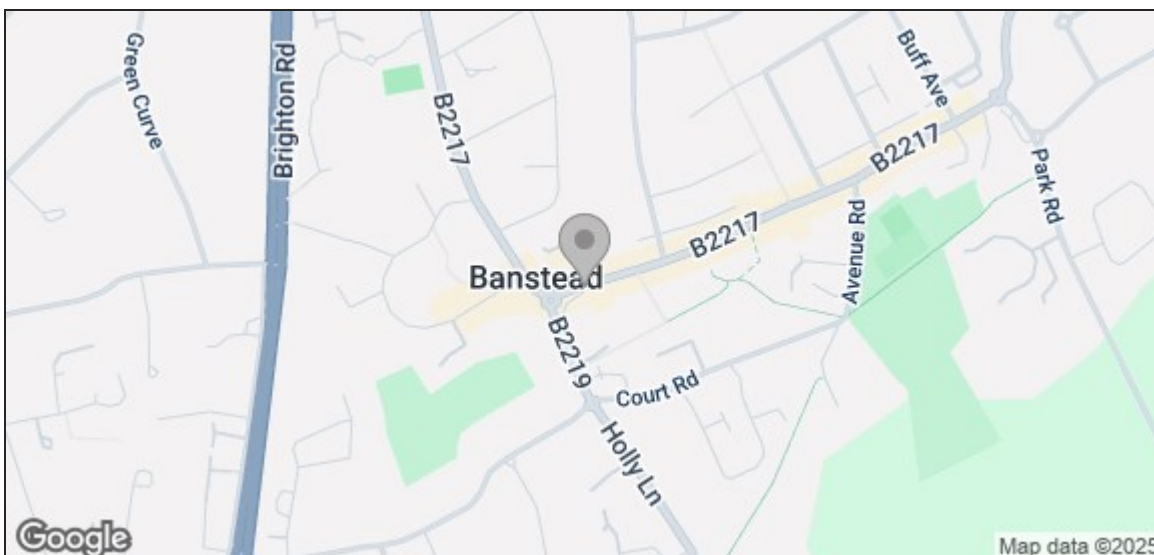 Green Curve
Brighton Rd
B2217
Buff Ave
B2217
Park Rd
B2217
Avenue Rd
Banstead
B2219
Court Rd
Holly Ln
Google
Map data ©2025